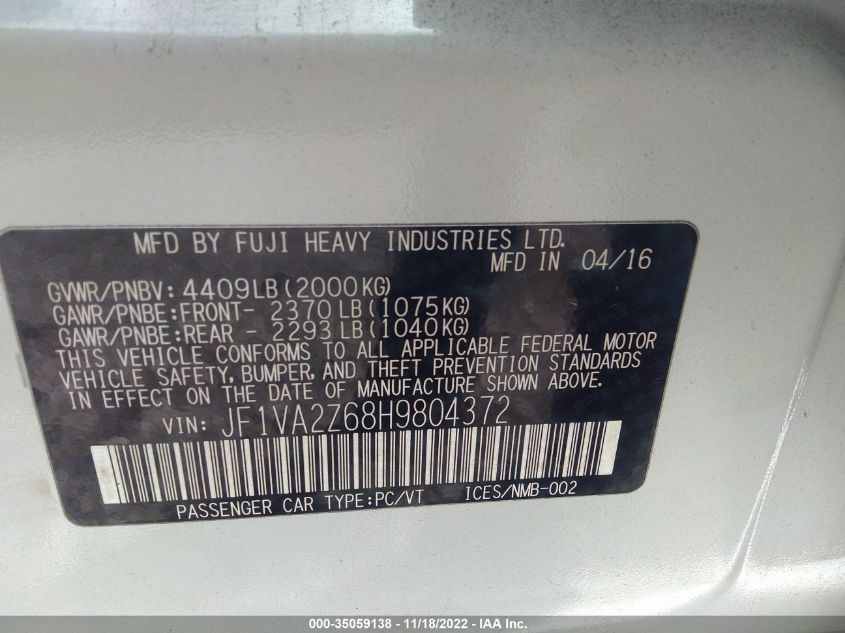 MFD BY FUJI HEAVY INDUSTRIES LTD.
MFD IN 04/16
GVWR/PNBV: 4409LB(2000KG)
GAWR/PNBE:FRONT- 2370LB(1075KG)
GAWR/PNBE:REAR - 2293LB(1040KG)
THIS VEHICLE CONFORMS TO ALL APPLICABLE FEDERAL MOTOR
VEHICLE SAFETY, BUMPER, AND THEFT PREVENTION STANDARDS
IN EFFECT ON THE DATE OF MANUFACTURE SHOWN ABOVE.
VIN: JF1VA2Z68H9804372
PASSENGER CAR TYPE:PC/VT ICES/NMB-002
000-35059138 - 11/18/2022 - IAA Inc.